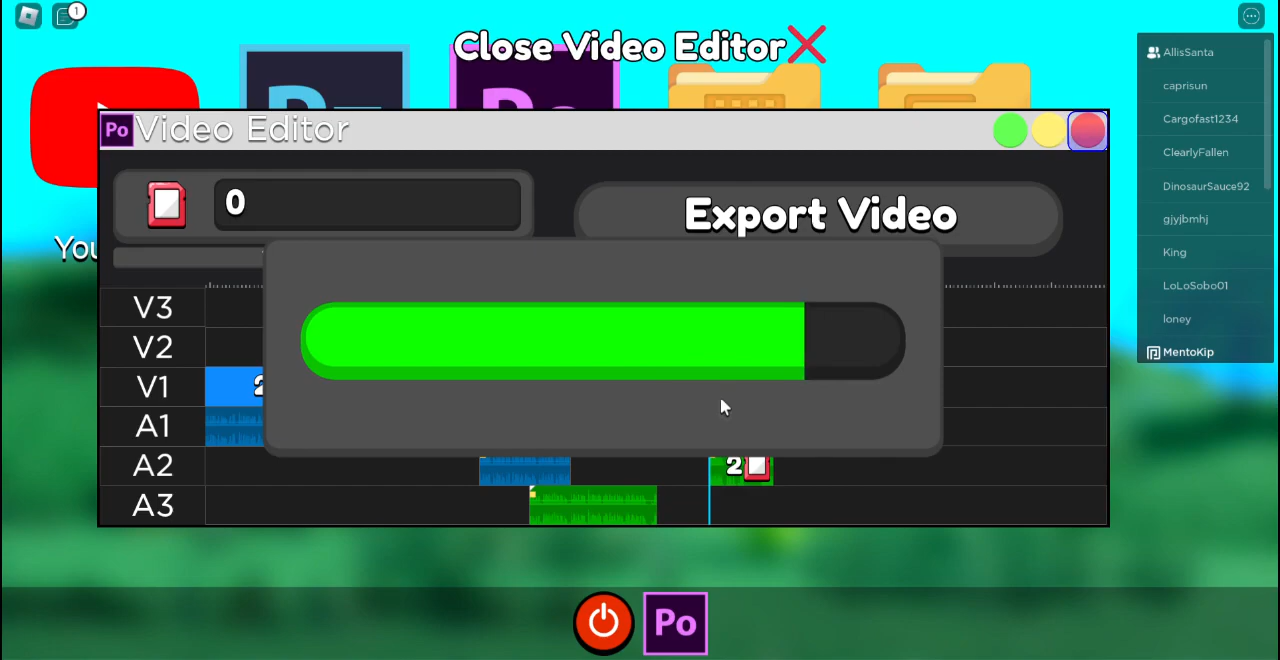 1
Close Video Editor
AllisSanta
caprisun
Cargofast1234
ClearlyFallen
DinosaurSauce92
gjyjbmhj
King
LoLoSobo01
loney
MentoKip
Po Video Editor
0
Export Video
You
V3
V2
V1
2
A1
A2
2
A3
Po